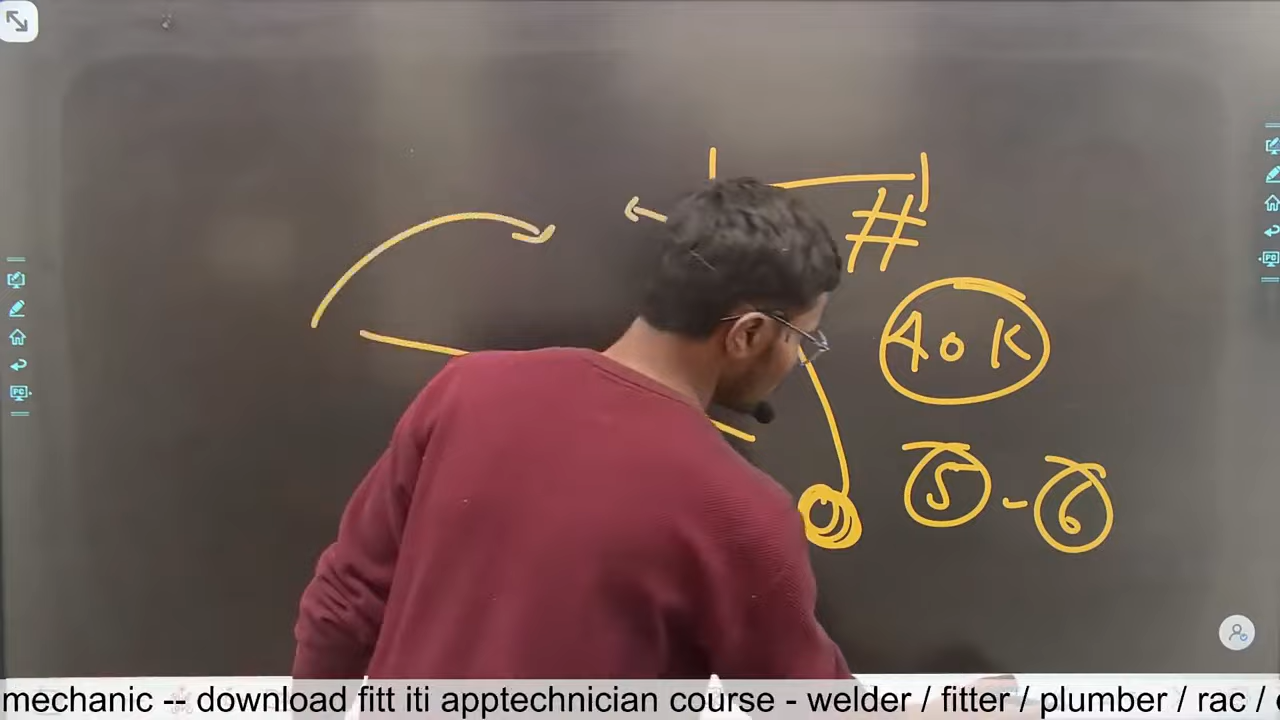 #
40K
5 - 6
mechanic -- download fitt iti apptechnician course - welder / fitter / plumber / rac /